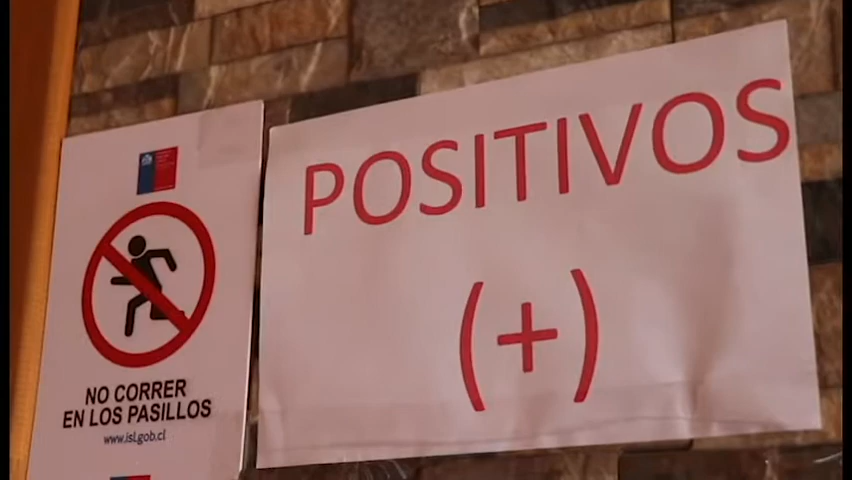 NO CORRER
EN LOS PASILLOS
www.isl.gob.cl
POSITIVOS
(+)